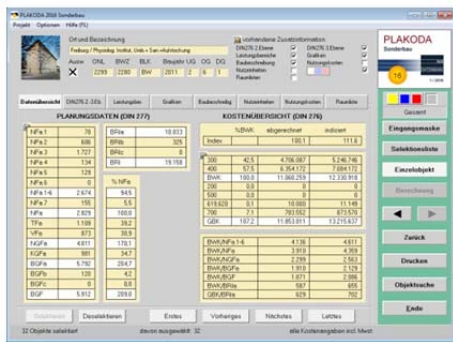 PLAKODA 2016 Sonderbau
Projekt Optionen Hilfe (F1)
Ort und Bezeichnung
Freiburg / Physiolog. Institut, Umb.+ San.+Aufstockung
Ausw ONL BWZ BLK Baujahr UG OG DG
2299 2280 BW 2011 2 6 1
vorhandene Zusatzinformation
DIN276 2.Ebene DIN276 3.Ebene
Leistungsbereiche Grafiken
Baubeschreibung Nutzungskosten
Nutzeinheiten
Raumlisten
PLAKODA
Sonderbau
16
Datenübersicht DIN276 2.-3.Eb. Leistungsber. Grafiken Baubeschreibg. Nutzeinheiten Nutzungskosten Raumliste
Gesamt
PLANUNGSDATEN (DIN 277)
KOSTENÜBERSICHT (DIN 276)
%BWK abgerechnet indiziert
Index 100,1 111,6
NFa 1 70
NFa 2 606
NFa 3 1.727
NFa 4 134
NFa 5 129
NFa 6 0
NFa 1-6 2.674 94,5
NFa 7 155 5,5
NFa 2.829 100,0
TFa 1.109 39,2
VFa 873 30,9
NGFa 4.811 170,1
KGFa 981 34,7
BGFa 5.792 204,7
BGFb 120 4,2
BGFc 0 0,0
BGF 5.912 209,0
% NFa
BRIa 18.833
BRIb 325
BRIc 0
BRI 19.158
300 42,5 4.706.087 5.246.746
400 57,5 6.354.172 7.084.172
BWK 100,0 11.060.259 12.330.918
200 0,0 0 0
500 0,0 0 0
619,620 0,1 10.000 11.149
700 7,1 783.552 873.570
GBK 107,2 11.853.811 13.215.637
BWK/NFa 1-6 4.136 4.611
BWK/NFa 3.910 4.359
BWK/NGFa 2.299 2.563
BWK/BGFa 1.910 2.129
BWK/BGF 1.871 2.086
BWK/BRIa 587 655
GBK/BRIa 629 702
Eingangsmaske
Selektionsliste
Einzelobjekt
Berechnung
Zurück
Drucken
Objektsuche
Ende
Selektieren Deselektieren Erstes Vorheriges Nächstes Letztes
32 Objekte selektiert davon ausgewählt: 32 alle Kostenangaben incl. Mwst